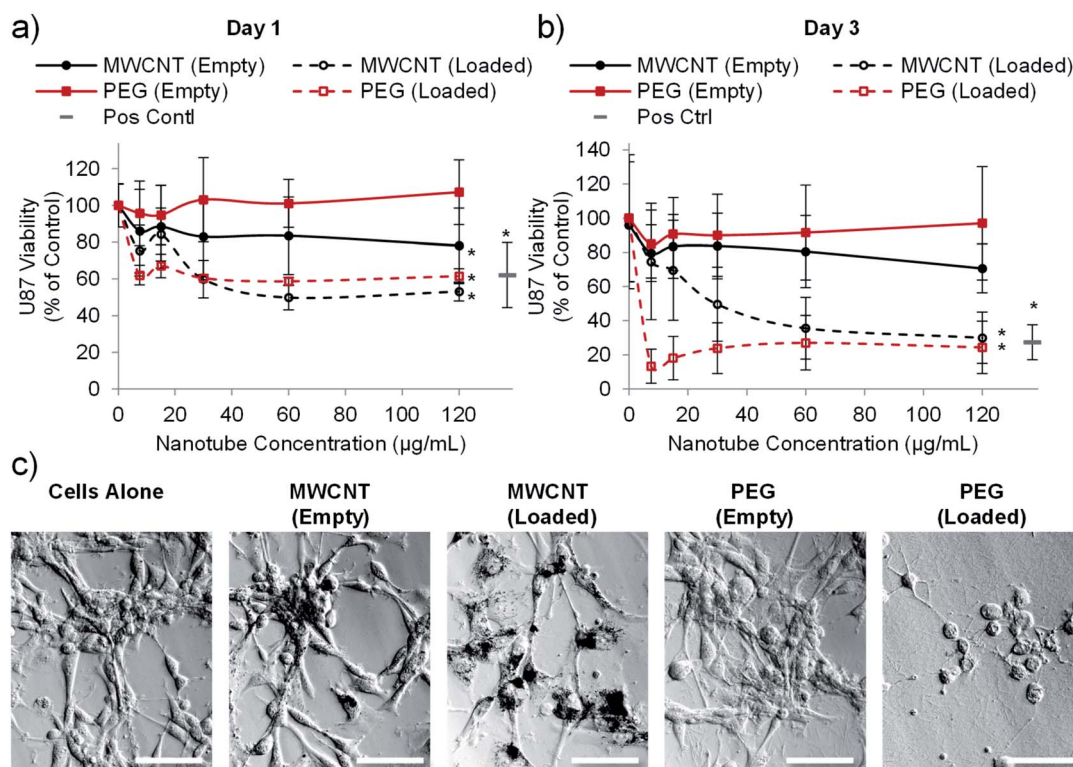 a)
Day 1
MWCNT (Empty)
MWCNT (Loaded)
PEG (Empty)
PEG (Loaded)
Pos Contl
U87 Viability
(% of Control)
120
100
80
60
40
20
0
*
*
*
*
0 20 40 60 80 100 120
Nanotube Concentration (µg/mL)
b)
Day 3
MWCNT (Empty)
MWCNT (Loaded)
PEG (Empty)
PEG (Loaded)
Pos Ctrl
U87 Viability
(% of Control)
140
120
100
80
60
40
20
0
*
*
*
0 20 40 60 80 100 120
Nanotube Concentration (µg/mL)
c)
Cells Alone
MWCNT
(Empty)
MWCNT
(Loaded)
PEG
(Empty)
PEG
(Loaded)